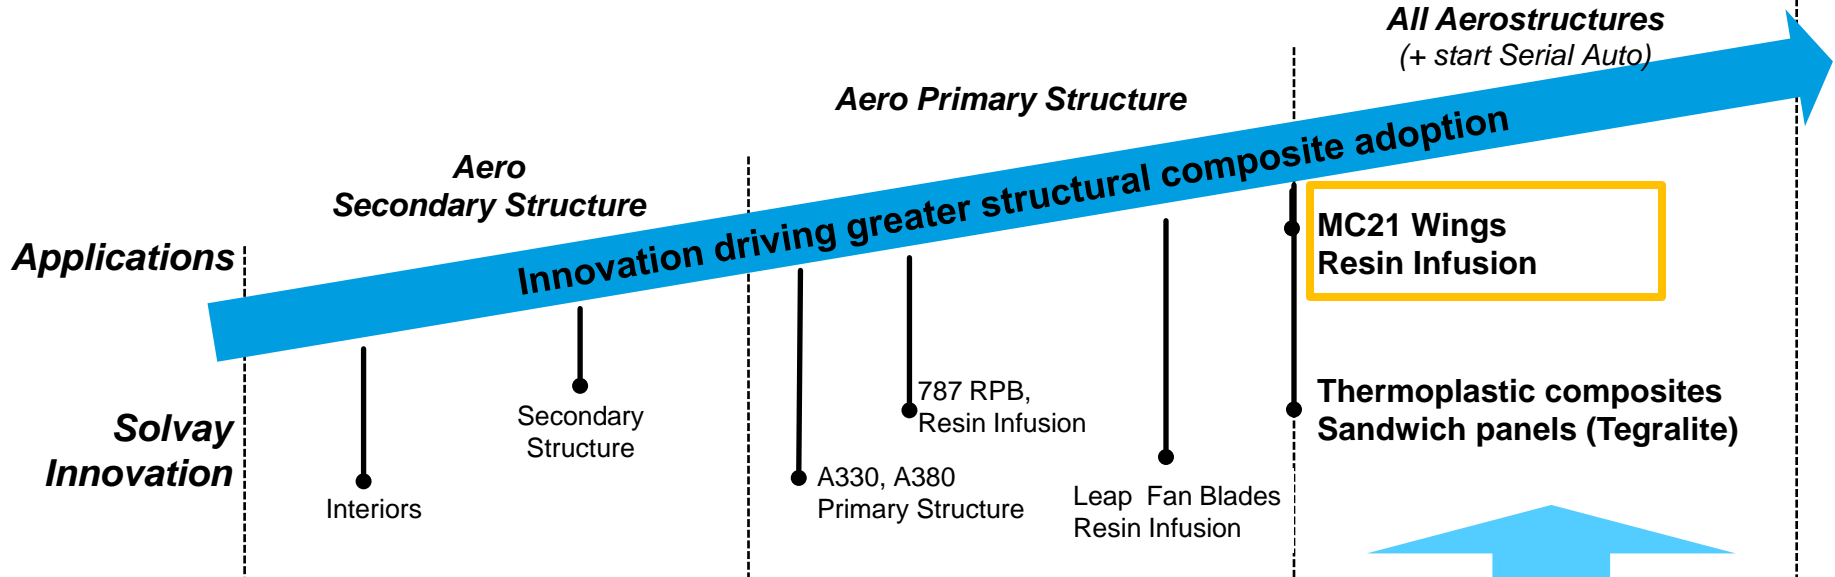 All Aerostructures
(+ start Serial Auto)
Aero Primary Structure
Aero
Secondary Structure
Innovation driving greater structural composite adoption
Applications
MC21 Wings
Resin Infusion
Solvay
Innovation
Interiors
Secondary
Structure
A330, A380
Primary Structure
787 RPB,
Resin Infusion
Leap Fan Blades
Resin Infusion
Thermoplastic composites
Sandwich panels (Tegralite)